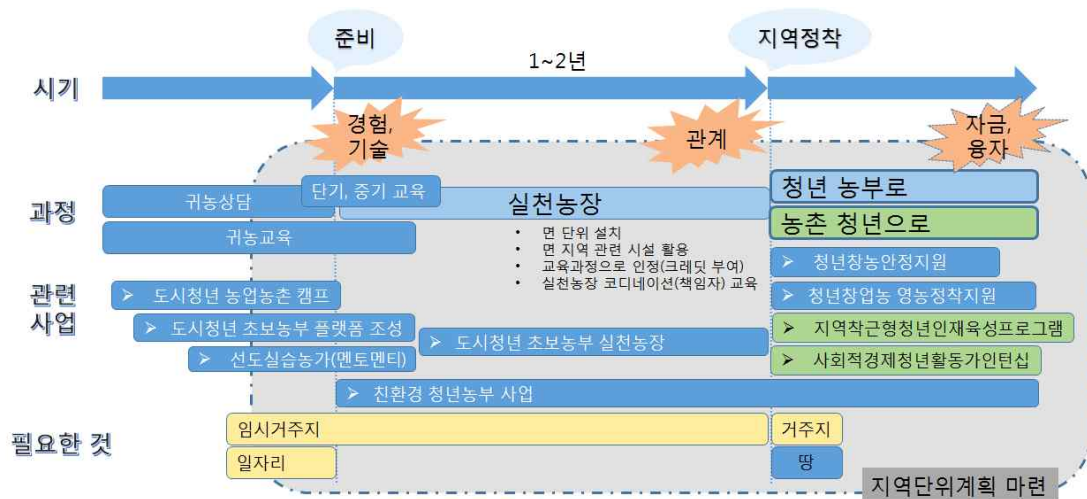 준비
지역정착
1~2년
시기
경험,
기술
관계
자금,
융자
과정
귀농상담
단기, 중기 교육
실천농장
청년 농부로
귀농교육
농촌 청년으로
• 면 단위 설치
• 면 지역 관련 시설 활용
• 교육과정으로 인정(크레딧 부여)
• 실천농장 코디네이션(책임자) 교육
관련
사업
➢ 청년창농안정지원
➢ 도시청년 농업농촌 캠프
➢ 청년창업농 영농정착지원
➢ 도시청년 초보농부 플랫폼 조성
➢ 도시청년 초보농부 실천농장
➢ 지역착근형청년인재육성프로그램
➢ 선도실습농가(멘토멘티)
➢ 사회적경제청년활동가인턴십
➢ 친환경 청년농부 사업
필요한 것
임시거주지
거주지
일자리
땅
지역단위계획 마련